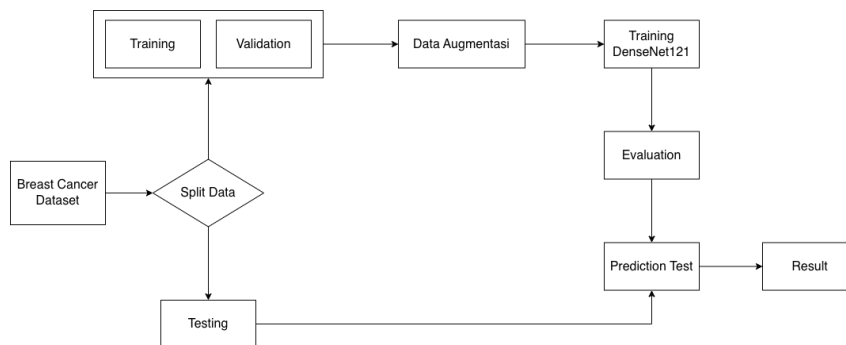 Training
Validation
Data Augmentasi
Training
DenseNet121
Evaluation
Breast Cancer
Dataset
Split Data
Prediction Test
Result
Testing